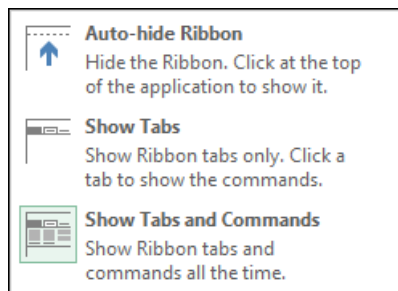 Auto-hide Ribbon
Hide the Ribbon. Click at the top
of the application to show it.
Show Tabs
Show Ribbon tabs only. Click a
tab to show the commands.
Show Tabs and Commands
Show Ribbon tabs and
commands all the time.